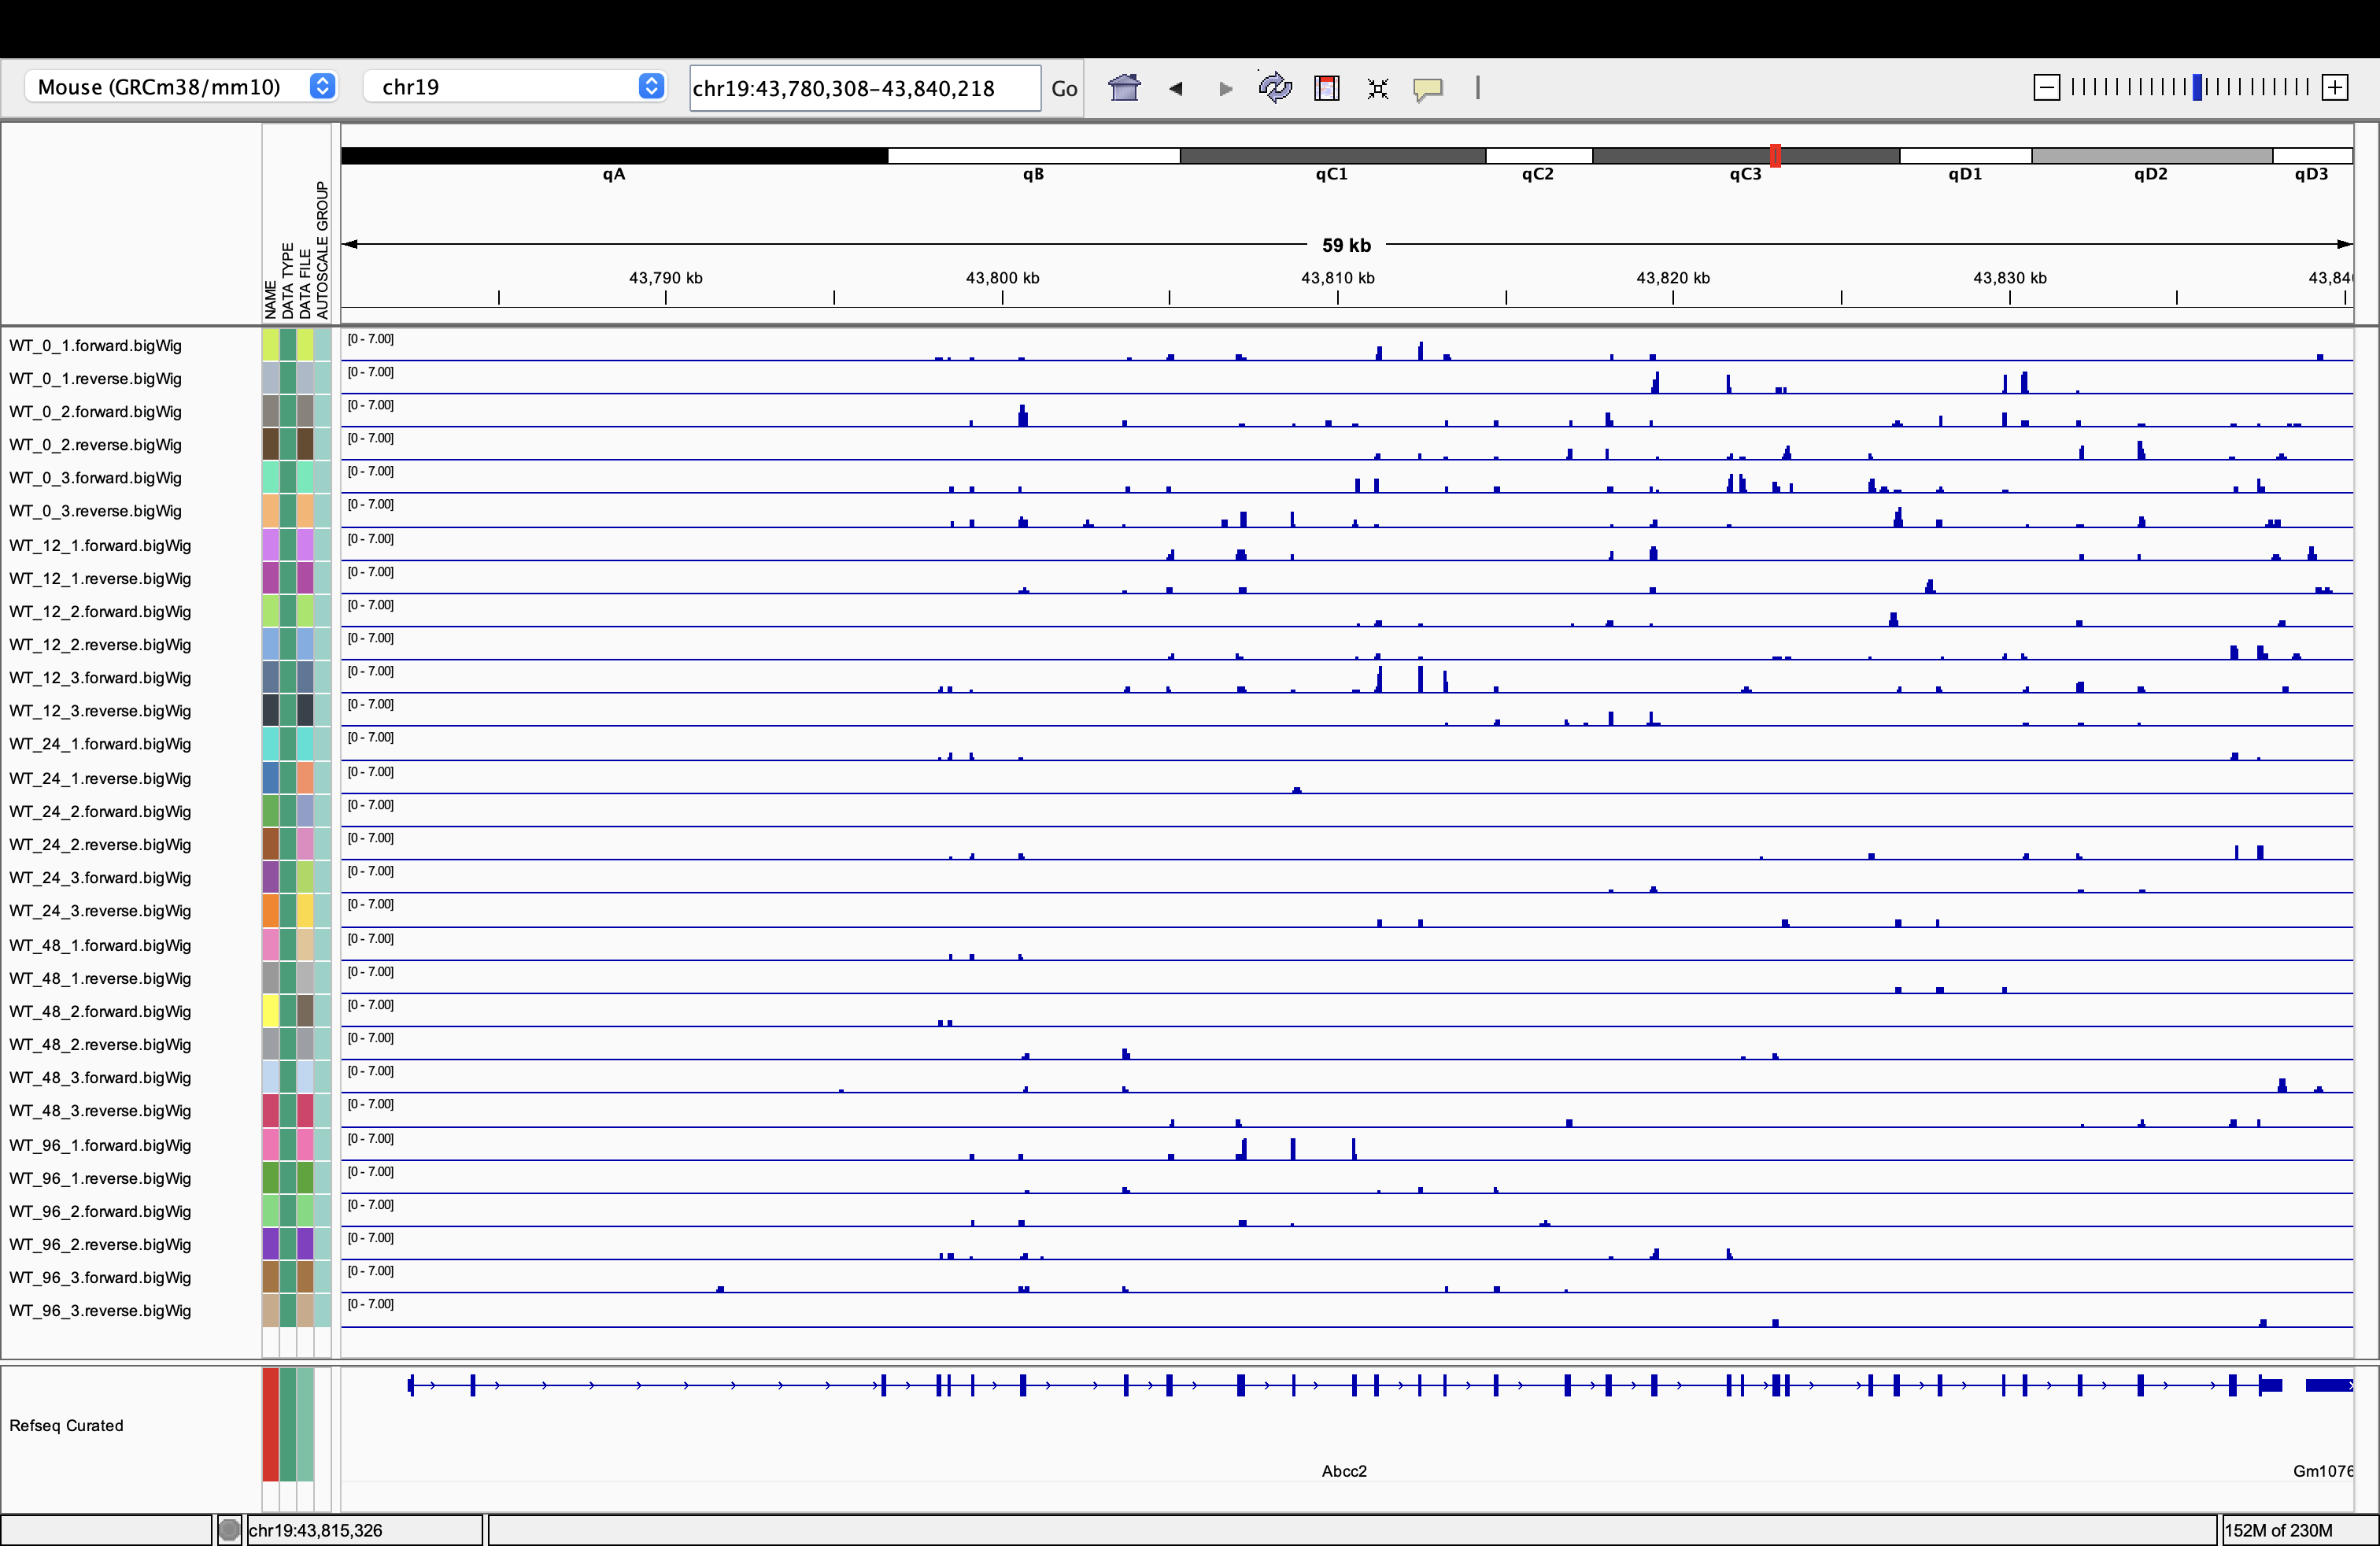 Mouse (GRCm38/mm10) chr19 chr19:43,780,308-43,840,218 Go
qA qB qC1 qC2 qC3 qD1 qD2 qD3
NAME
DATA TYPE
DATA FILE
AUTOSCALE GROUP
59 kb
43,790 kb 43,800 kb 43,810 kb 43,820 kb 43,830 kb 43,84
WT_0_1.forward.bigWig [0 - 7.00]
WT_0_1.reverse.bigWig [0 - 7.00]
WT_0_2.forward.bigWig [0 - 7.00]
WT_0_2.reverse.bigWig [0 - 7.00]
WT_0_3.forward.bigWig [0 - 7.00]
WT_0_3.reverse.bigWig [0 - 7.00]
WT_12_1.forward.bigWig [0 - 7.00]
WT_12_1.reverse.bigWig [0 - 7.00]
WT_12_2.forward.bigWig [0 - 7.00]
WT_12_2.reverse.bigWig [0 - 7.00]
WT_12_3.forward.bigWig [0 - 7.00]
WT_12_3.reverse.bigWig [0 - 7.00]
WT_24_1.forward.bigWig [0 - 7.00]
WT_24_1.reverse.bigWig [0 - 7.00]
WT_24_2.forward.bigWig [0 - 7.00]
WT_24_2.reverse.bigWig [0 - 7.00]
WT_24_3.forward.bigWig [0 - 7.00]
WT_24_3.reverse.bigWig [0 - 7.00]
WT_48_1.forward.bigWig [0 - 7.00]
WT_48_1.reverse.bigWig [0 - 7.00]
WT_48_2.forward.bigWig [0 - 7.00]
WT_48_2.reverse.bigWig [0 - 7.00]
WT_48_3.forward.bigWig [0 - 7.00]
WT_48_3.reverse.bigWig [0 - 7.00]
WT_96_1.forward.bigWig [0 - 7.00]
WT_96_1.reverse.bigWig [0 - 7.00]
WT_96_2.forward.bigWig [0 - 7.00]
WT_96_2.reverse.bigWig [0 - 7.00]
WT_96_3.forward.bigWig [0 - 7.00]
WT_96_3.reverse.bigWig [0 - 7.00]
Refseq Curated
Abcc2 Gm1076
chr19:43,815,326 152M of 230M